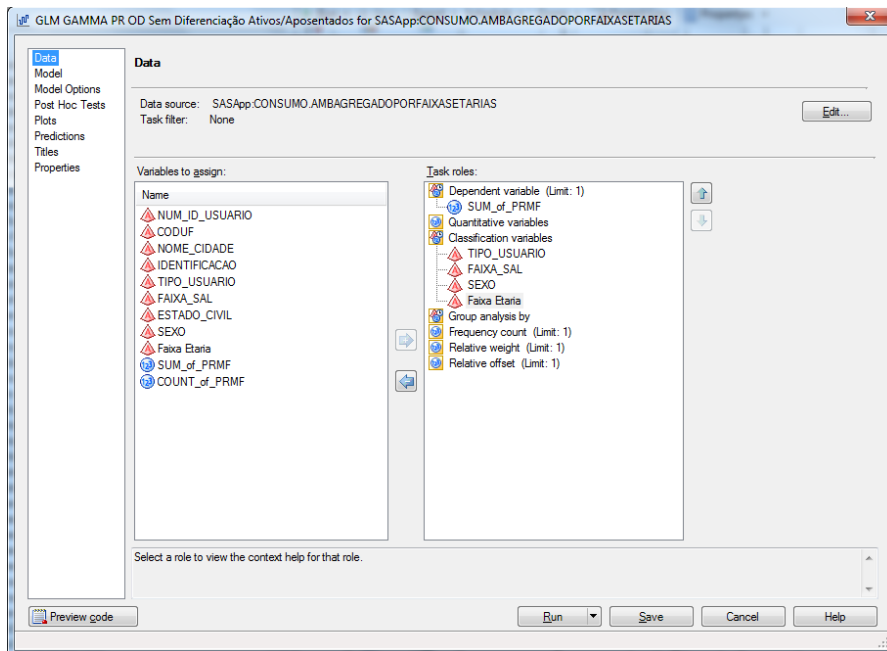 GLM GAMMA PR OD Sem Diferenciação Ativos/Aposentados for SASApp:CONSUMO.AMBAGREGADOPORFAIXASETARIAS
Data
Model
Model Options
Post Hoc Tests
Plots
Predictions
Titles
Properties
Data
Data source: SASApp:CONSUMO.AMBAGREGADOPORFAIXASETARIAS
Task filter: None
Edit...
Variables to assign:
Name
NUM_ID_USUARIO
CODUF
NOME_CIDADE
IDENTIFICACAO
TIPO_USUARIO
FAIXA_SAL
ESTADO_CIVIL
SEXO
Faixa Etaria
SUM_of_PRMF
COUNT_of_PRMF
Task roles:
Dependent variable (Limit: 1)
SUM_of_PRMF
Quantitative variables
Classification variables
TIPO_USUARIO
FAIXA_SAL
SEXO
Faixa Etaria
Group analysis by
Frequency count (Limit: 1)
Relative weight (Limit: 1)
Relative offset (Limit: 1)
Select a role to view the context help for that role.
Preview code
Run
Save
Cancel
Help